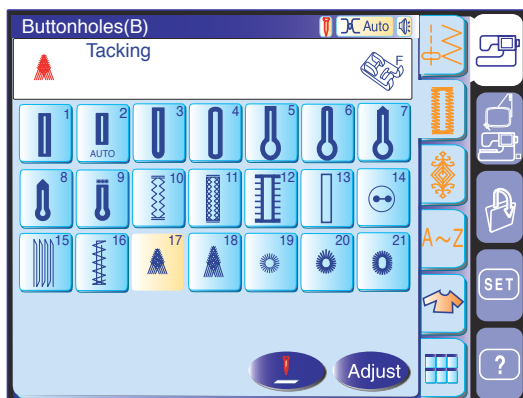 Buttonholes(B) Auto
Tacking
F
1 2 3 4 5 6 7
AUTO
8 9 10 11 12 13 14
15 16 17 18 19 20 21
A~Z
SET
Adjust
?